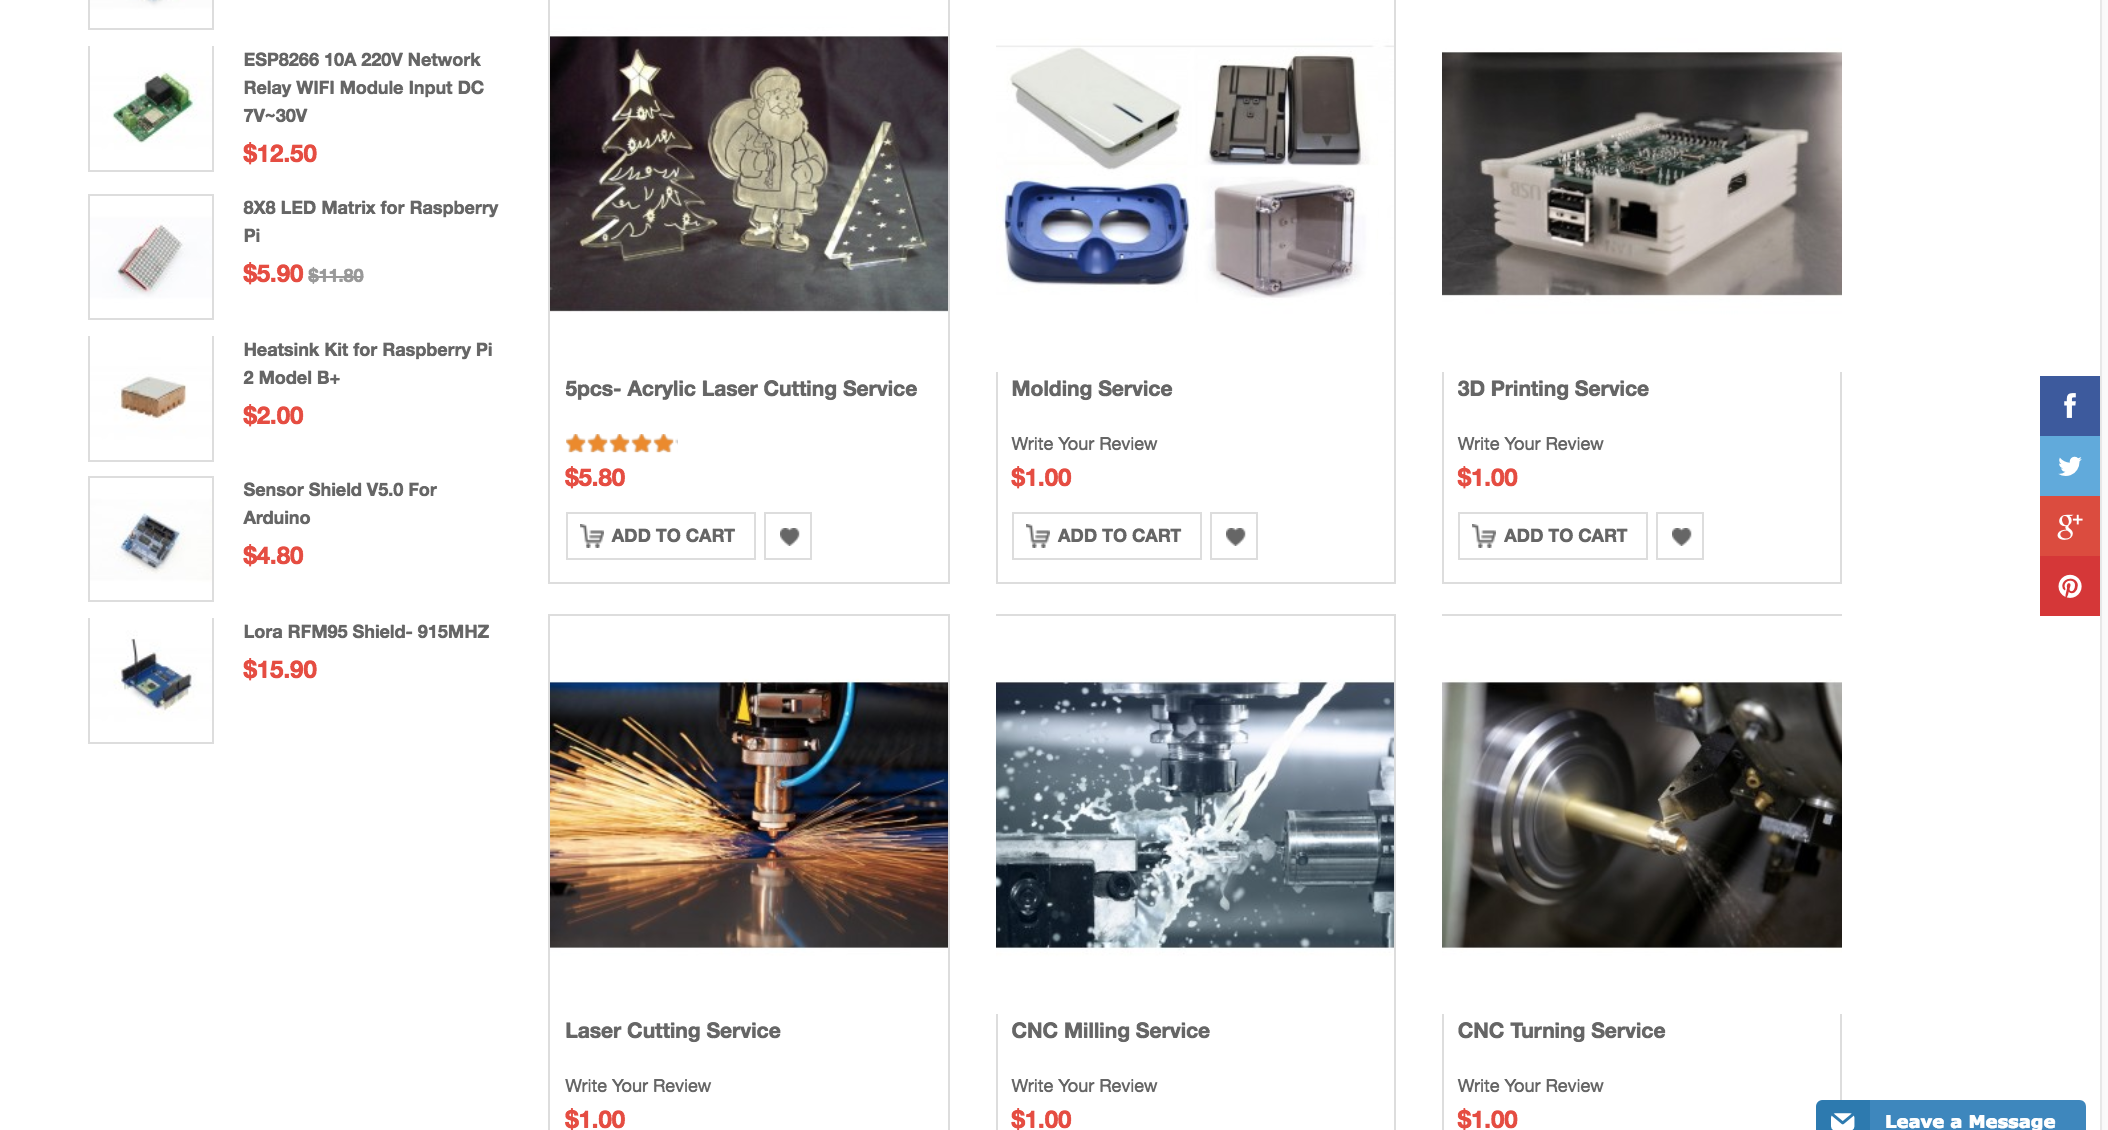 ESP8266 10A 220V Network
Relay WIFI Module Input DC
7V~30V
$12.50
8X8 LED Matrix for Raspberry
Pi
$5.90 $11.80
Heatsink Kit for Raspberry Pi
2 Model B+
$2.00
Sensor Shield V5.0 For
Arduino
$4.80
Lora RFM95 Shield- 915MHZ
$15.90
5pcs- Acrylic Laser Cutting Service
$5.80
ADD TO CART
Molding Service
Write Your Review
$1.00
ADD TO CART
USB
3D Printing Service
Write Your Review
$1.00
ADD TO CART
Laser Cutting Service
Write Your Review
$1.00
CNC Milling Service
Write Your Review
$1.00
CNC Turning Service
Write Your Review
$1.00
f
g+
Leave a Message